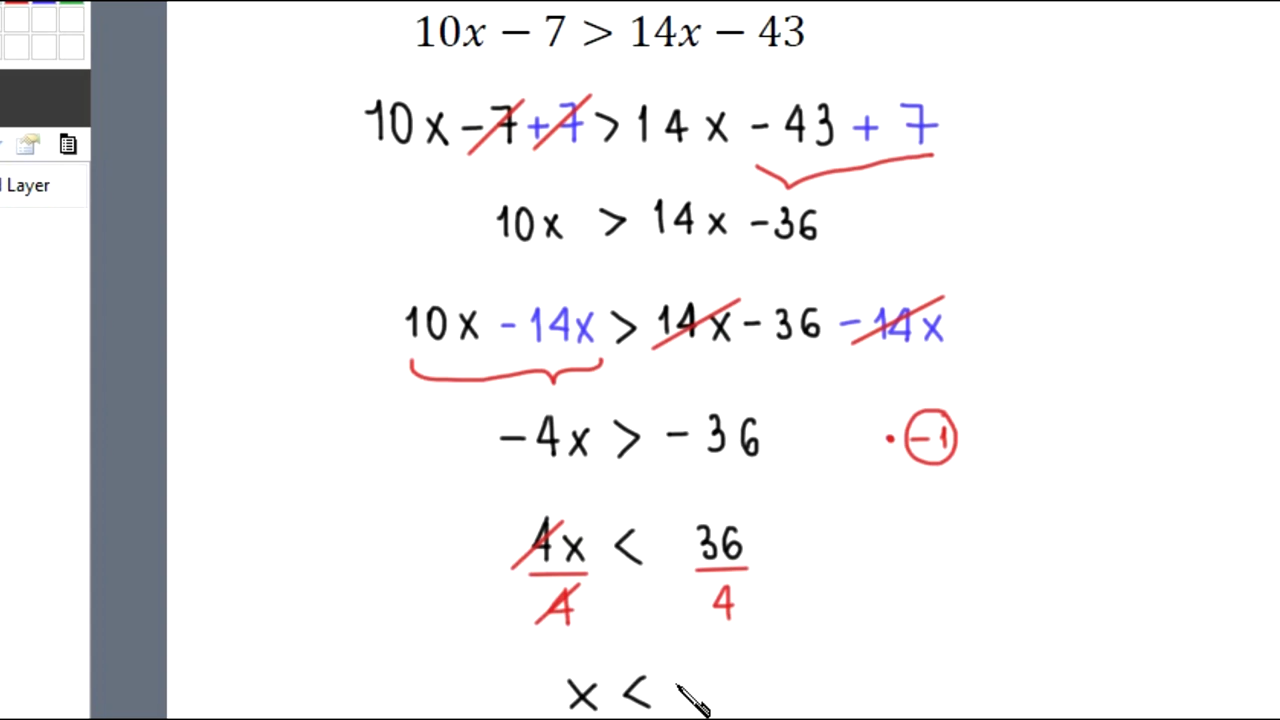 10x − 7 > 14x − 43
10x - 7 + 7 > 14x - 43 + 7
Layer
10x > 14x - 36
10x - 14x > 14x - 36 - 14x
-4x > - 36 · -1
4x < 36
4 4
x <